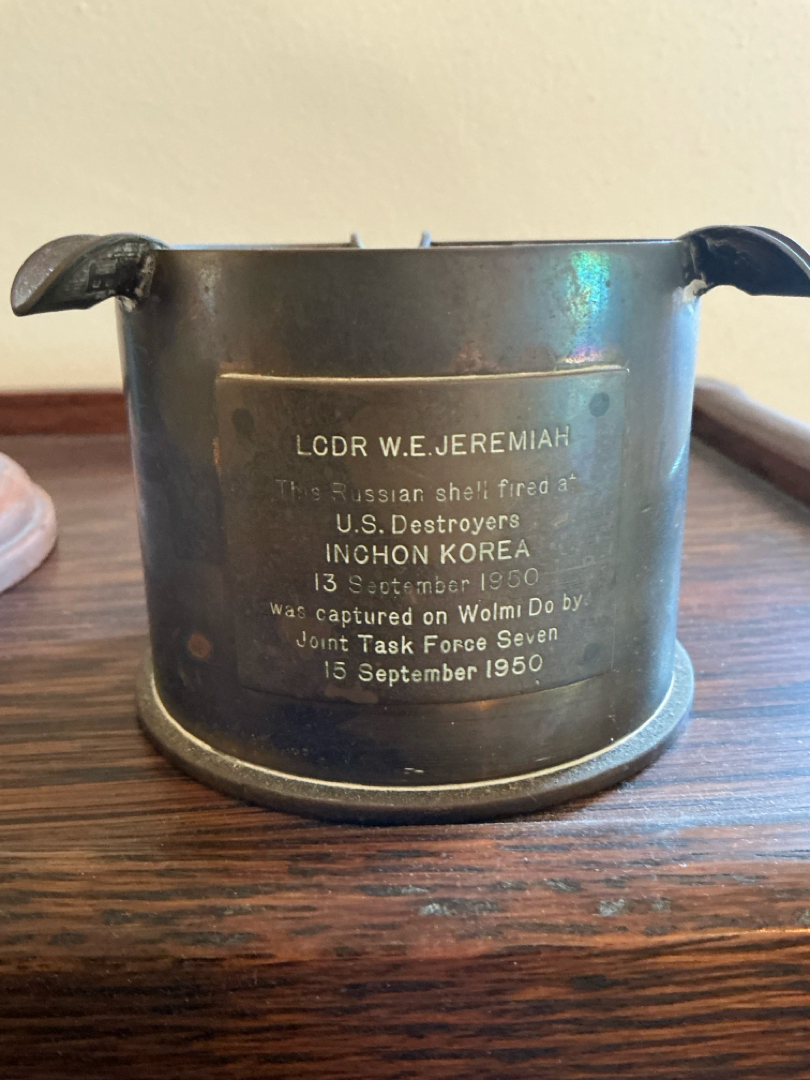 LCDR W.E.JEREMIAH
This Russian shell fired at
U.S. Destroyers
INCHON KOREA
13 September 1950
was captured on Wolmi Do by
Joint Task Force Seven
15 September 1950